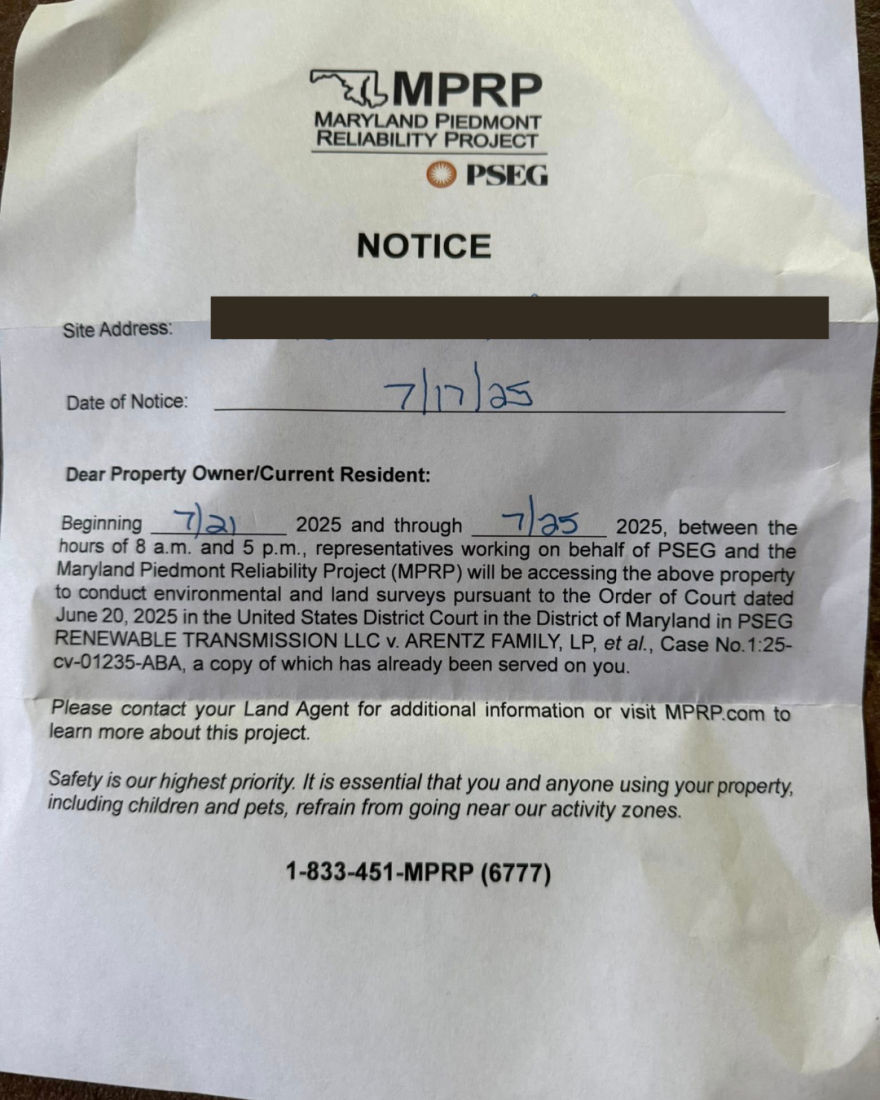 MPRP
MARYLAND PIEDMONT
RELIABILITY PROJECT
PSEG
NOTICE
Site Address:
Date of Notice: 7/17/25
Dear Property Owner/Current Resident:
Beginning 7/21 2025 and through 7/25 2025, between the
hours of 8 a.m. and 5 p.m., representatives working on behalf of PSEG and the
Maryland Piedmont Reliability Project (MPRP) will be accessing the above property
to conduct environmental and land surveys pursuant to the Order of Court dated
June 20, 2025 in the United States District Court in the District of Maryland in PSEG
RENEWABLE TRANSMISSION LLC v. ARENTZ FAMILY, LP, et al., Case No.1:25-
cv-01235-ABA, a copy of which has already been served on you.
Please contact your Land Agent for additional information or visit MPRP.com to
learn more about this project.
Safety is our highest priority. It is essential that you and anyone using your property,
including children and pets, refrain from going near our activity zones.
1-833-451-MPRP (6777)